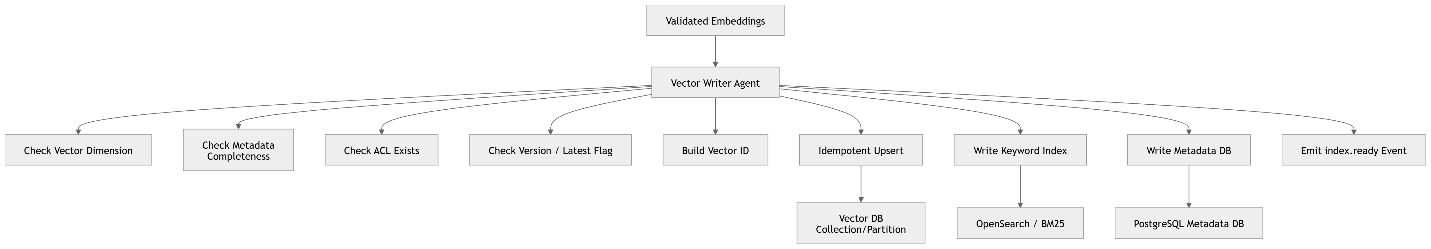 Validated Embeddings
Vector Writer Agent
Check Vector Dimension
Check Metadata
Completeness
Check ACL Exists
Check Version / Latest Flag
Build Vector ID
Idempotent Upsert
Write Keyword Index
Write Metadata DB
Emit index.ready Event
Vector DB
Collection/Partition
OpenSearch / BM25
PostgreSQL Metadata DB